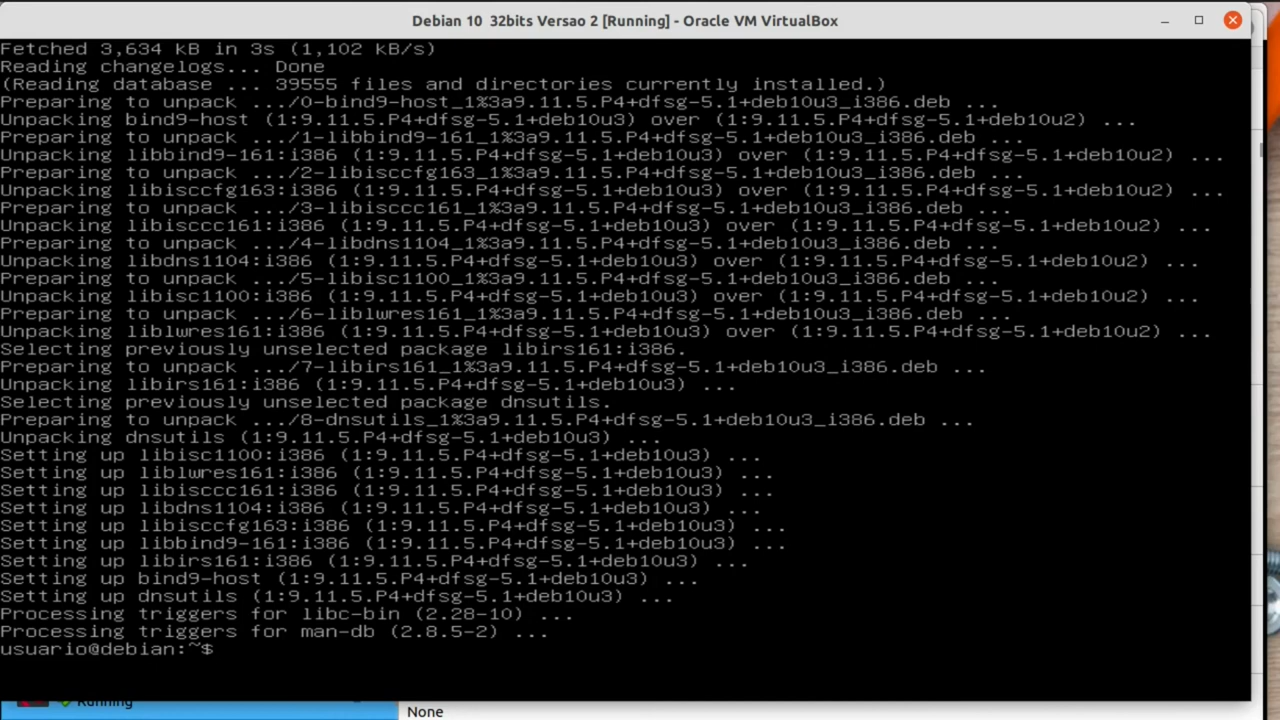 Debian 10 32bits Versao 2 [Running] - Oracle VM VirtualBox
Fetched 3,634 kB in 3s (1,102 kB/s)
Reading changelogs... Done
(Reading database ... 39555 files and directories currently installed.)
Preparing to unpack .../0-bind9-host_1%3a9.11.5.P4+dfsg-5.1+deb10u3_i386.deb ...
Unpacking bind9-host (1:9.11.5.P4+dfsg-5.1+deb10u3) over (1:9.11.5.P4+dfsg-5.1+deb10u2) ...
Preparing to unpack .../1-libbind9-161_1%3a9.11.5.P4+dfsg-5.1+deb10u3_i386.deb ...
Unpacking libbind9-161:i386 (1:9.11.5.P4+dfsg-5.1+deb10u3) over (1:9.11.5.P4+dfsg-5.1+deb10u2) ...
Preparing to unpack .../2-libisccfg163_1%3a9.11.5.P4+dfsg-5.1+deb10u3_i386.deb ...
Unpacking libisccfg163:i386 (1:9.11.5.P4+dfsg-5.1+deb10u3) over (1:9.11.5.P4+dfsg-5.1+deb10u2) ...
Preparing to unpack .../3-libisccc161_1%3a9.11.5.P4+dfsg-5.1+deb10u3_i386.deb ...
Unpacking libisccc161:i386 (1:9.11.5.P4+dfsg-5.1+deb10u3) over (1:9.11.5.P4+dfsg-5.1+deb10u2) ...
Preparing to unpack .../4-libdns1104_1%3a9.11.5.P4+dfsg-5.1+deb10u3_i386.deb ...
Unpacking libdns1104:i386 (1:9.11.5.P4+dfsg-5.1+deb10u3) over (1:9.11.5.P4+dfsg-5.1+deb10u2) ...
Preparing to unpack .../5-libisc1100_1%3a9.11.5.P4+dfsg-5.1+deb10u3_i386.deb ...
Unpacking libisc1100:i386 (1:9.11.5.P4+dfsg-5.1+deb10u3) over (1:9.11.5.P4+dfsg-5.1+deb10u2) ...
Preparing to unpack .../6-liblwres161_1%3a9.11.5.P4+dfsg-5.1+deb10u3_i386.deb ...
Unpacking liblwres161:i386 (1:9.11.5.P4+dfsg-5.1+deb10u3) over (1:9.11.5.P4+dfsg-5.1+deb10u2) ...
Selecting previously unselected package libirs161:i386.
Preparing to unpack .../7-libirs161_1%3a9.11.5.P4+dfsg-5.1+deb10u3_i386.deb ...
Unpacking libirs161:i386 (1:9.11.5.P4+dfsg-5.1+deb10u3) ...
Selecting previously unselected package dnsutils.
Preparing to unpack .../8-dnsutils_1%3a9.11.5.P4+dfsg-5.1+deb10u3_i386.deb ...
Unpacking dnsutils (1:9.11.5.P4+dfsg-5.1+deb10u3) ...
Setting up libisc1100:i386 (1:9.11.5.P4+dfsg-5.1+deb10u3) ...
Setting up liblwres161:i386 (1:9.11.5.P4+dfsg-5.1+deb10u3) ...
Setting up libisccc161:i386 (1:9.11.5.P4+dfsg-5.1+deb10u3) ...
Setting up libdns1104:i386 (1:9.11.5.P4+dfsg-5.1+deb10u3) ...
Setting up libisccfg163:i386 (1:9.11.5.P4+dfsg-5.1+deb10u3) ...
Setting up libbind9-161:i386 (1:9.11.5.P4+dfsg-5.1+deb10u3) ...
Setting up libirs161:i386 (1:9.11.5.P4+dfsg-5.1+deb10u3) ...
Setting up bind9-host (1:9.11.5.P4+dfsg-5.1+deb10u3) ...
Setting up dnsutils (1:9.11.5.P4+dfsg-5.1+deb10u3) ...
Processing triggers for libc-bin (2.28-10) ...
Processing triggers for man-db (2.8.5-2) ...
usuario@debian:~$
Running
None